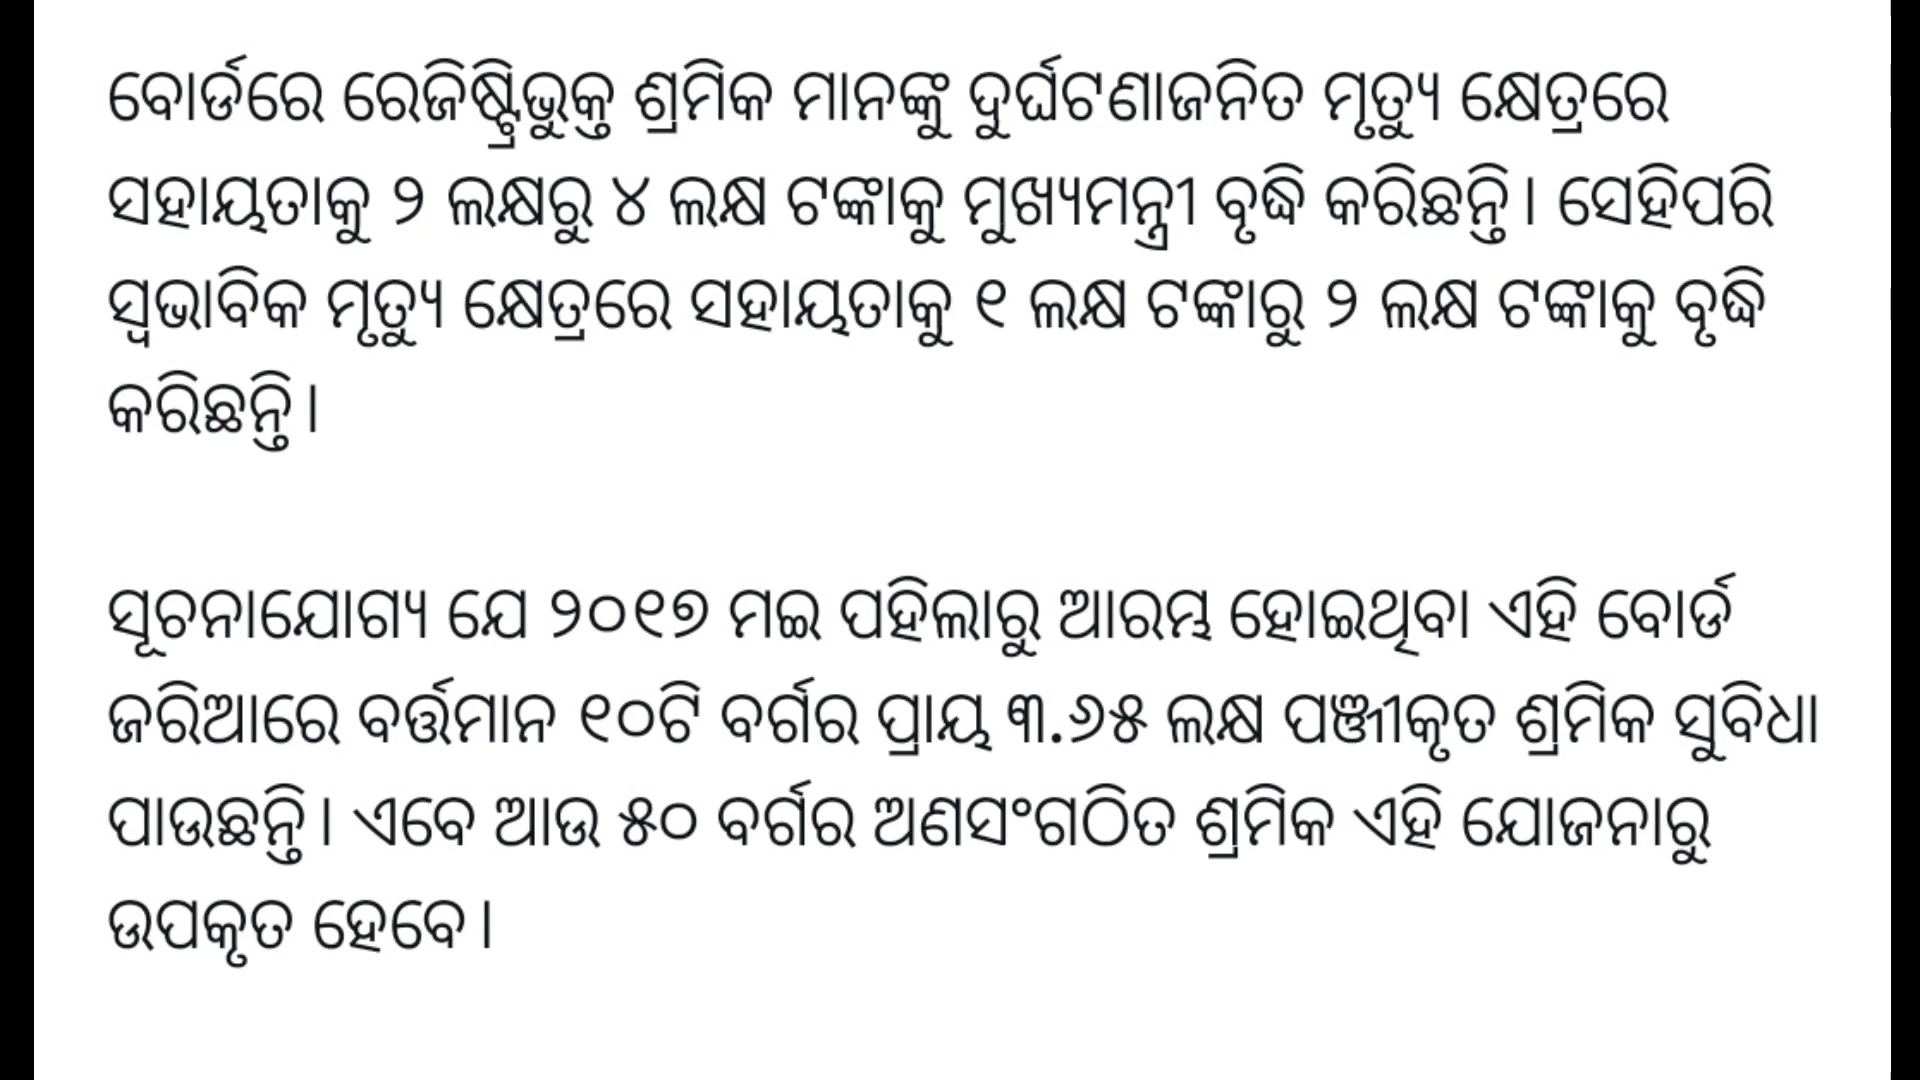 ବୋର୍ଡରେ ରେଜିଷ୍ଟ୍ରିଭୁକ୍ତ ଶ୍ରମିକ ମାନଙ୍କୁ ଦୁର୍ଘଟଣାଜନିତ ମୃତ୍ୟୁ କ୍ଷେତ୍ରରେ
ସହାୟତାକୁ ୨ ଲକ୍ଷରୁ ୪ ଲକ୍ଷ ଟଙ୍କାକୁ ମୁଖ୍ୟମନ୍ତ୍ରୀ ବୃଦ୍ଧି କରିଛନ୍ତି। ସେହିପରି
ସ୍ୱଭାବିକ ମୃତ୍ୟୁ କ୍ଷେତ୍ରରେ ସହାୟତାକୁ ୧ ଲକ୍ଷ ଟଙ୍କାରୁ ୨ ଲକ୍ଷ ଟଙ୍କାକୁ ବୃଦ୍ଧି
କରିଛନ୍ତି।
ସୂଚନାଯୋଗ୍ୟ ଯେ ୨୦୧୭ ମଇ ପହିଲାରୁ ଆରମ୍ଭ ହୋଇଥିବା ଏହି ବୋର୍ଡ
ଜରିଆରେ ବର୍ତ୍ତମାନ ୧୦ଟି ବର୍ଗର ପ୍ରାୟ ୩.୬୫ ଲକ୍ଷ ପଞ୍ଜୀକୃତ ଶ୍ରମିକ ସୁବିଧା
ପାଉଛନ୍ତି। ଏବେ ଆଉ ୫୦ ବର୍ଗର ଅଣସଂଗଠିତ ଶ୍ରମିକ ଏହି ଯୋଜନାରୁ
ଉପକୃତ ହେବେ।